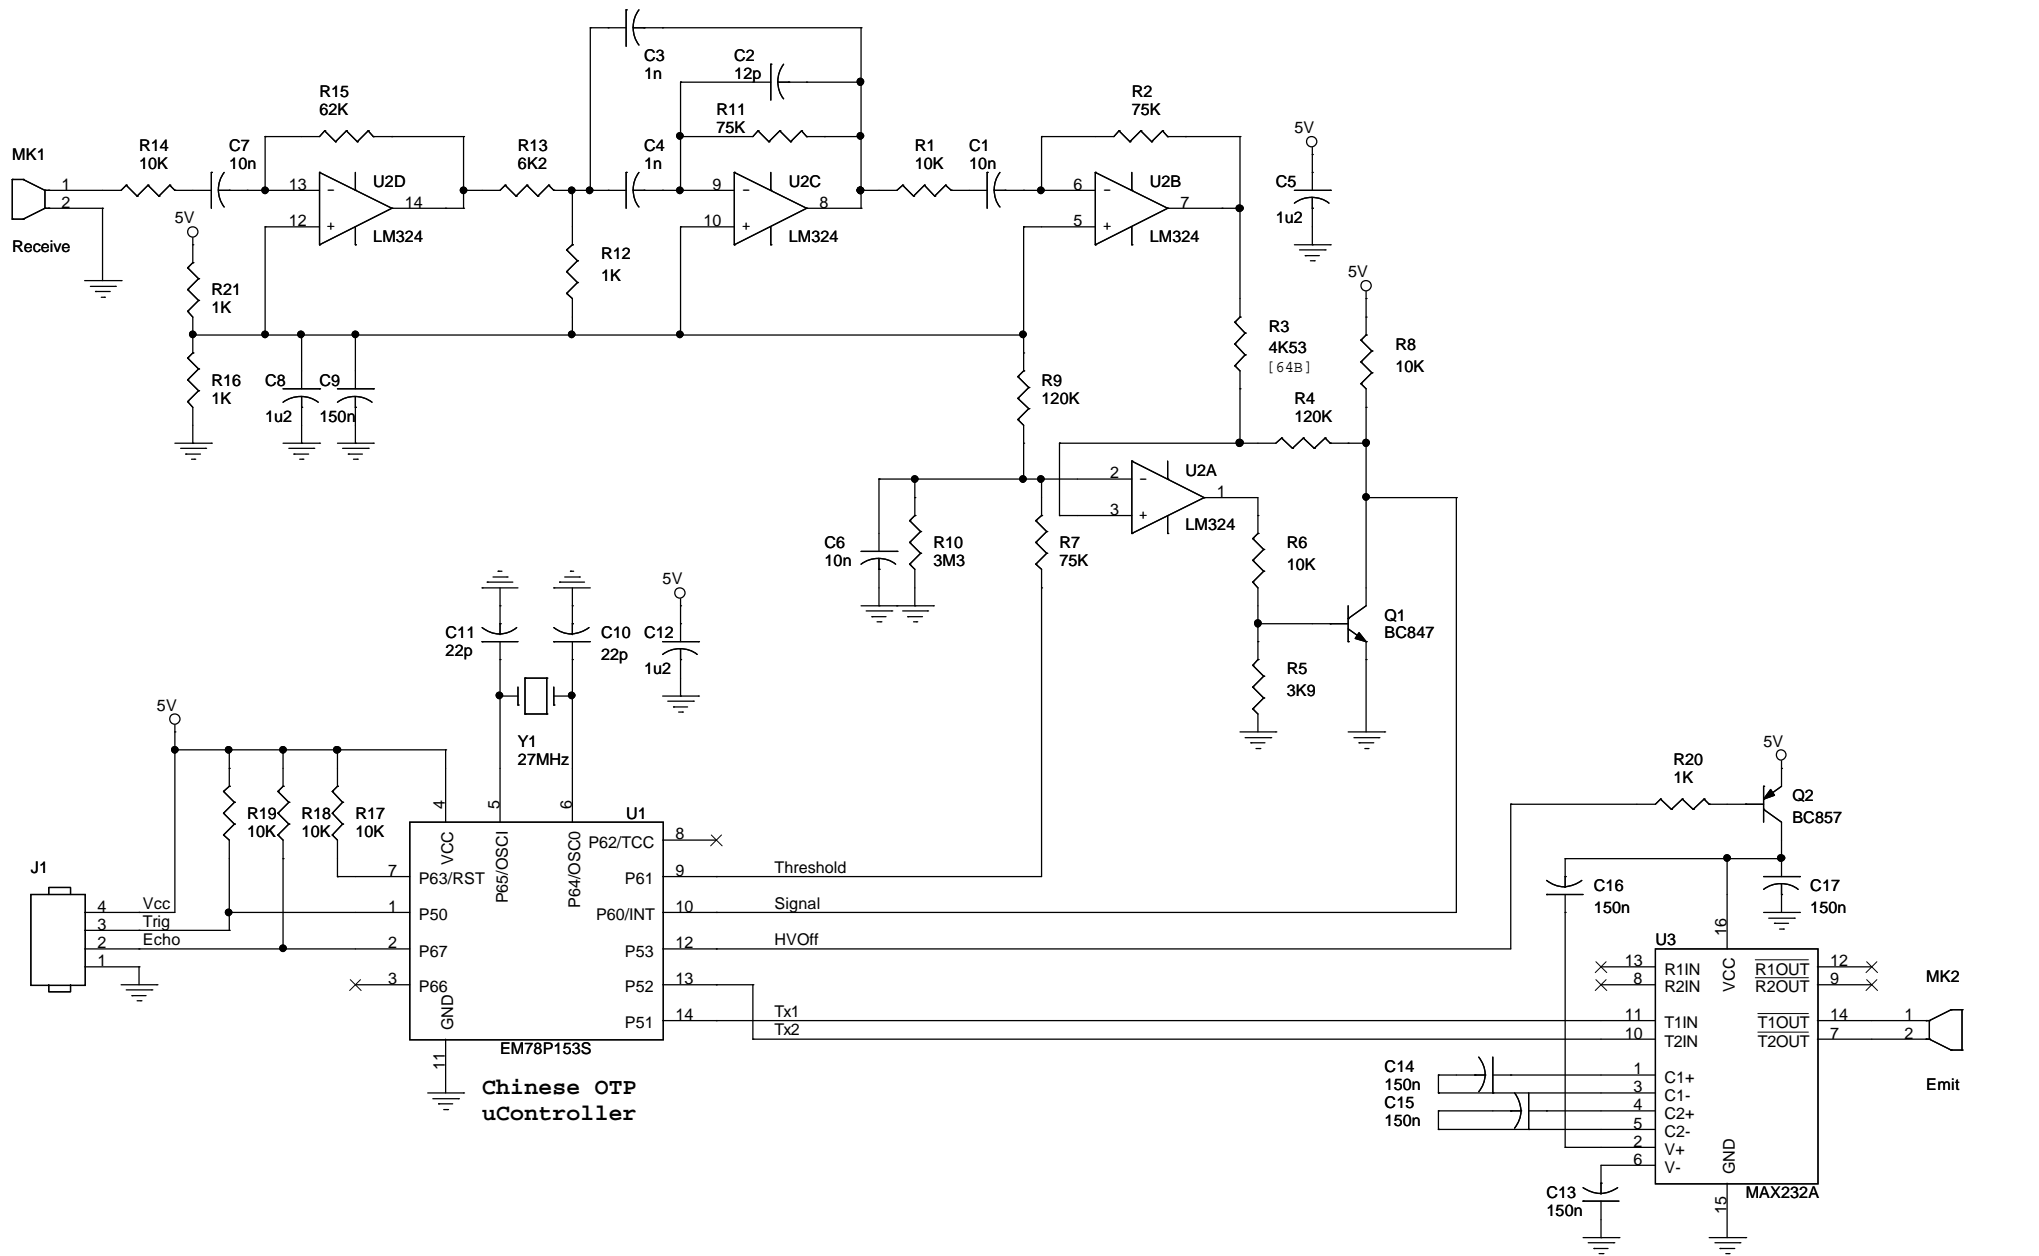 C3
1n
C2
12p
R15
62K
R11
75K
R2
75K
MK1
R14
10K
C7
10n
R13
6K2
C4
1n
R1
10K
C1
10n
5V
C5
1u2
1
2
Receive
13
12
14
U2D
LM324
9
10
8
U2C
LM324
6
5
7
U2B
LM324
5V
R21
1K
R12
1K
5V
R16
1K
C8
1u2
C9
150n
R9
120K
R3
4K53
[64B]
R8
10K
R4
120K
2
3
1
U2A
LM324
C6
10n
R10
3M3
R7
75K
R6
10K
Q1
BC847
R5
3K9
C11
22p
C10
22p
5V
C12
1u2
Y1
27MHz
5V
R19
10K
R18
10K
R17
10K
4
5
6
U1
VCC
P65/OSCI
P64/OSC0
P62/TCC
8
7
P63/RST
P61
9
Threshold
1
P50
P60/INT
10
Signal
2
P67
P53
12
HVOff
3
P66
P52
13
GND
P51
14
Tx1
Tx2
11
EM78P153S
Chinese OTP
uController
J1
4
Vcc
3
Trig
2
Echo
1
R20
1K
5V
Q2
BC857
C16
150n
C17
150n
16
U3
VCC
13
R1IN
R1OUT
12
8
R2IN
R2OUT
9
11
T1IN
T1OUT
14
10
T2IN
T2OUT
7
1
2
MK2
Emit
C14
150n
C15
150n
1
C1+
3
C1-
4
C2+
5
C2-
2
V+
6
V-
GND
15
MAX232A
C13
150n